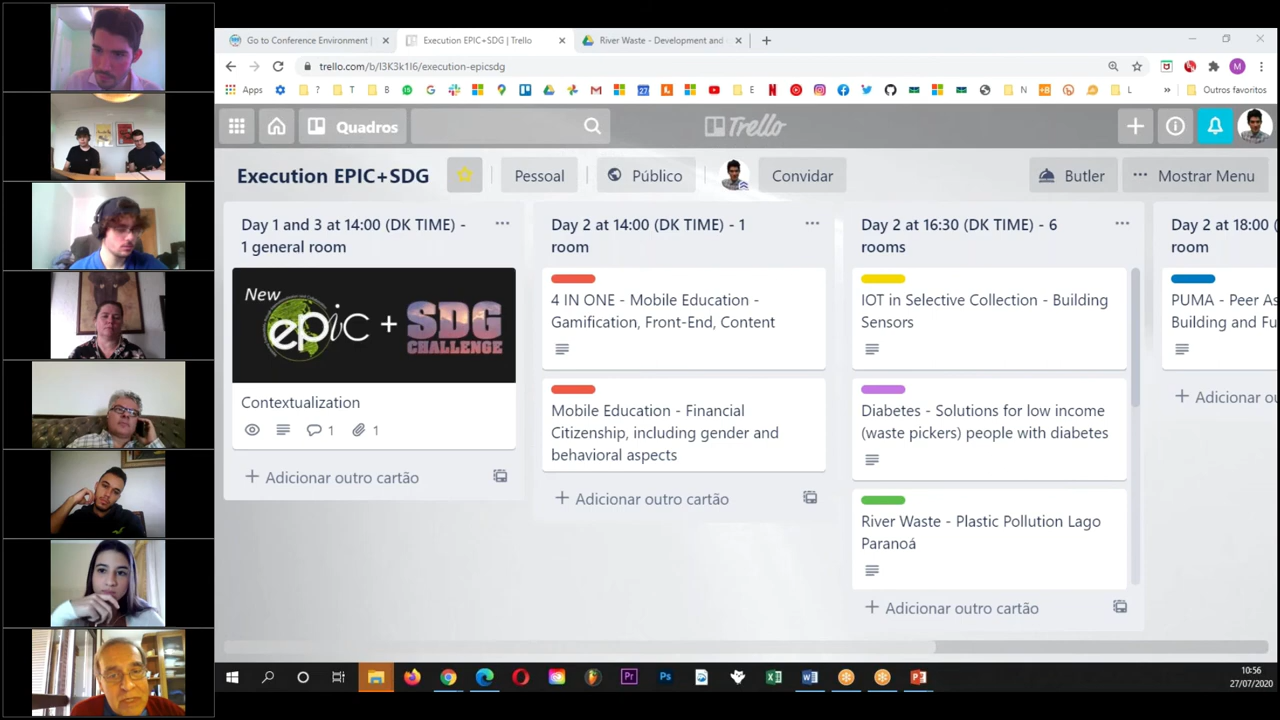 Go to Conference Environment
Execution EPIC+SDG | Trello
River Waste - Development and
trello.com/b/I3K3k1I6/execution-epicsdg
Apps
?
T
B
27
E
N
+8
L
»
Outros favoritos
M
Quadros
Trello
Execution EPIC+SDG
Pessoal
Público
Convidar
Butler
Mostrar Menu
Day 1 and 3 at 14:00 (DK TIME) -
1 general room
New
epic + SDG
CHALLENGE
Contextualization
1
1
+ Adicionar outro cartão
Day 2 at 14:00 (DK TIME) - 1
room
4 IN ONE - Mobile Education -
Gamification, Front-End, Content
Mobile Education - Financial
Citizenship, including gender and
behavioral aspects
+ Adicionar outro cartão
Day 2 at 16:30 (DK TIME) - 6
rooms
IOT in Selective Collection - Building
Sensors
Diabetes - Solutions for low income
(waste pickers) people with diabetes
River Waste - Plastic Pollution Lago
Paranoá
+ Adicionar outro cartão
Day 2 at 18:00
room
PUMA - Peer As
Building and Fu
+ Adicionar ou
Pr
Ps
10:56
27/07/2020